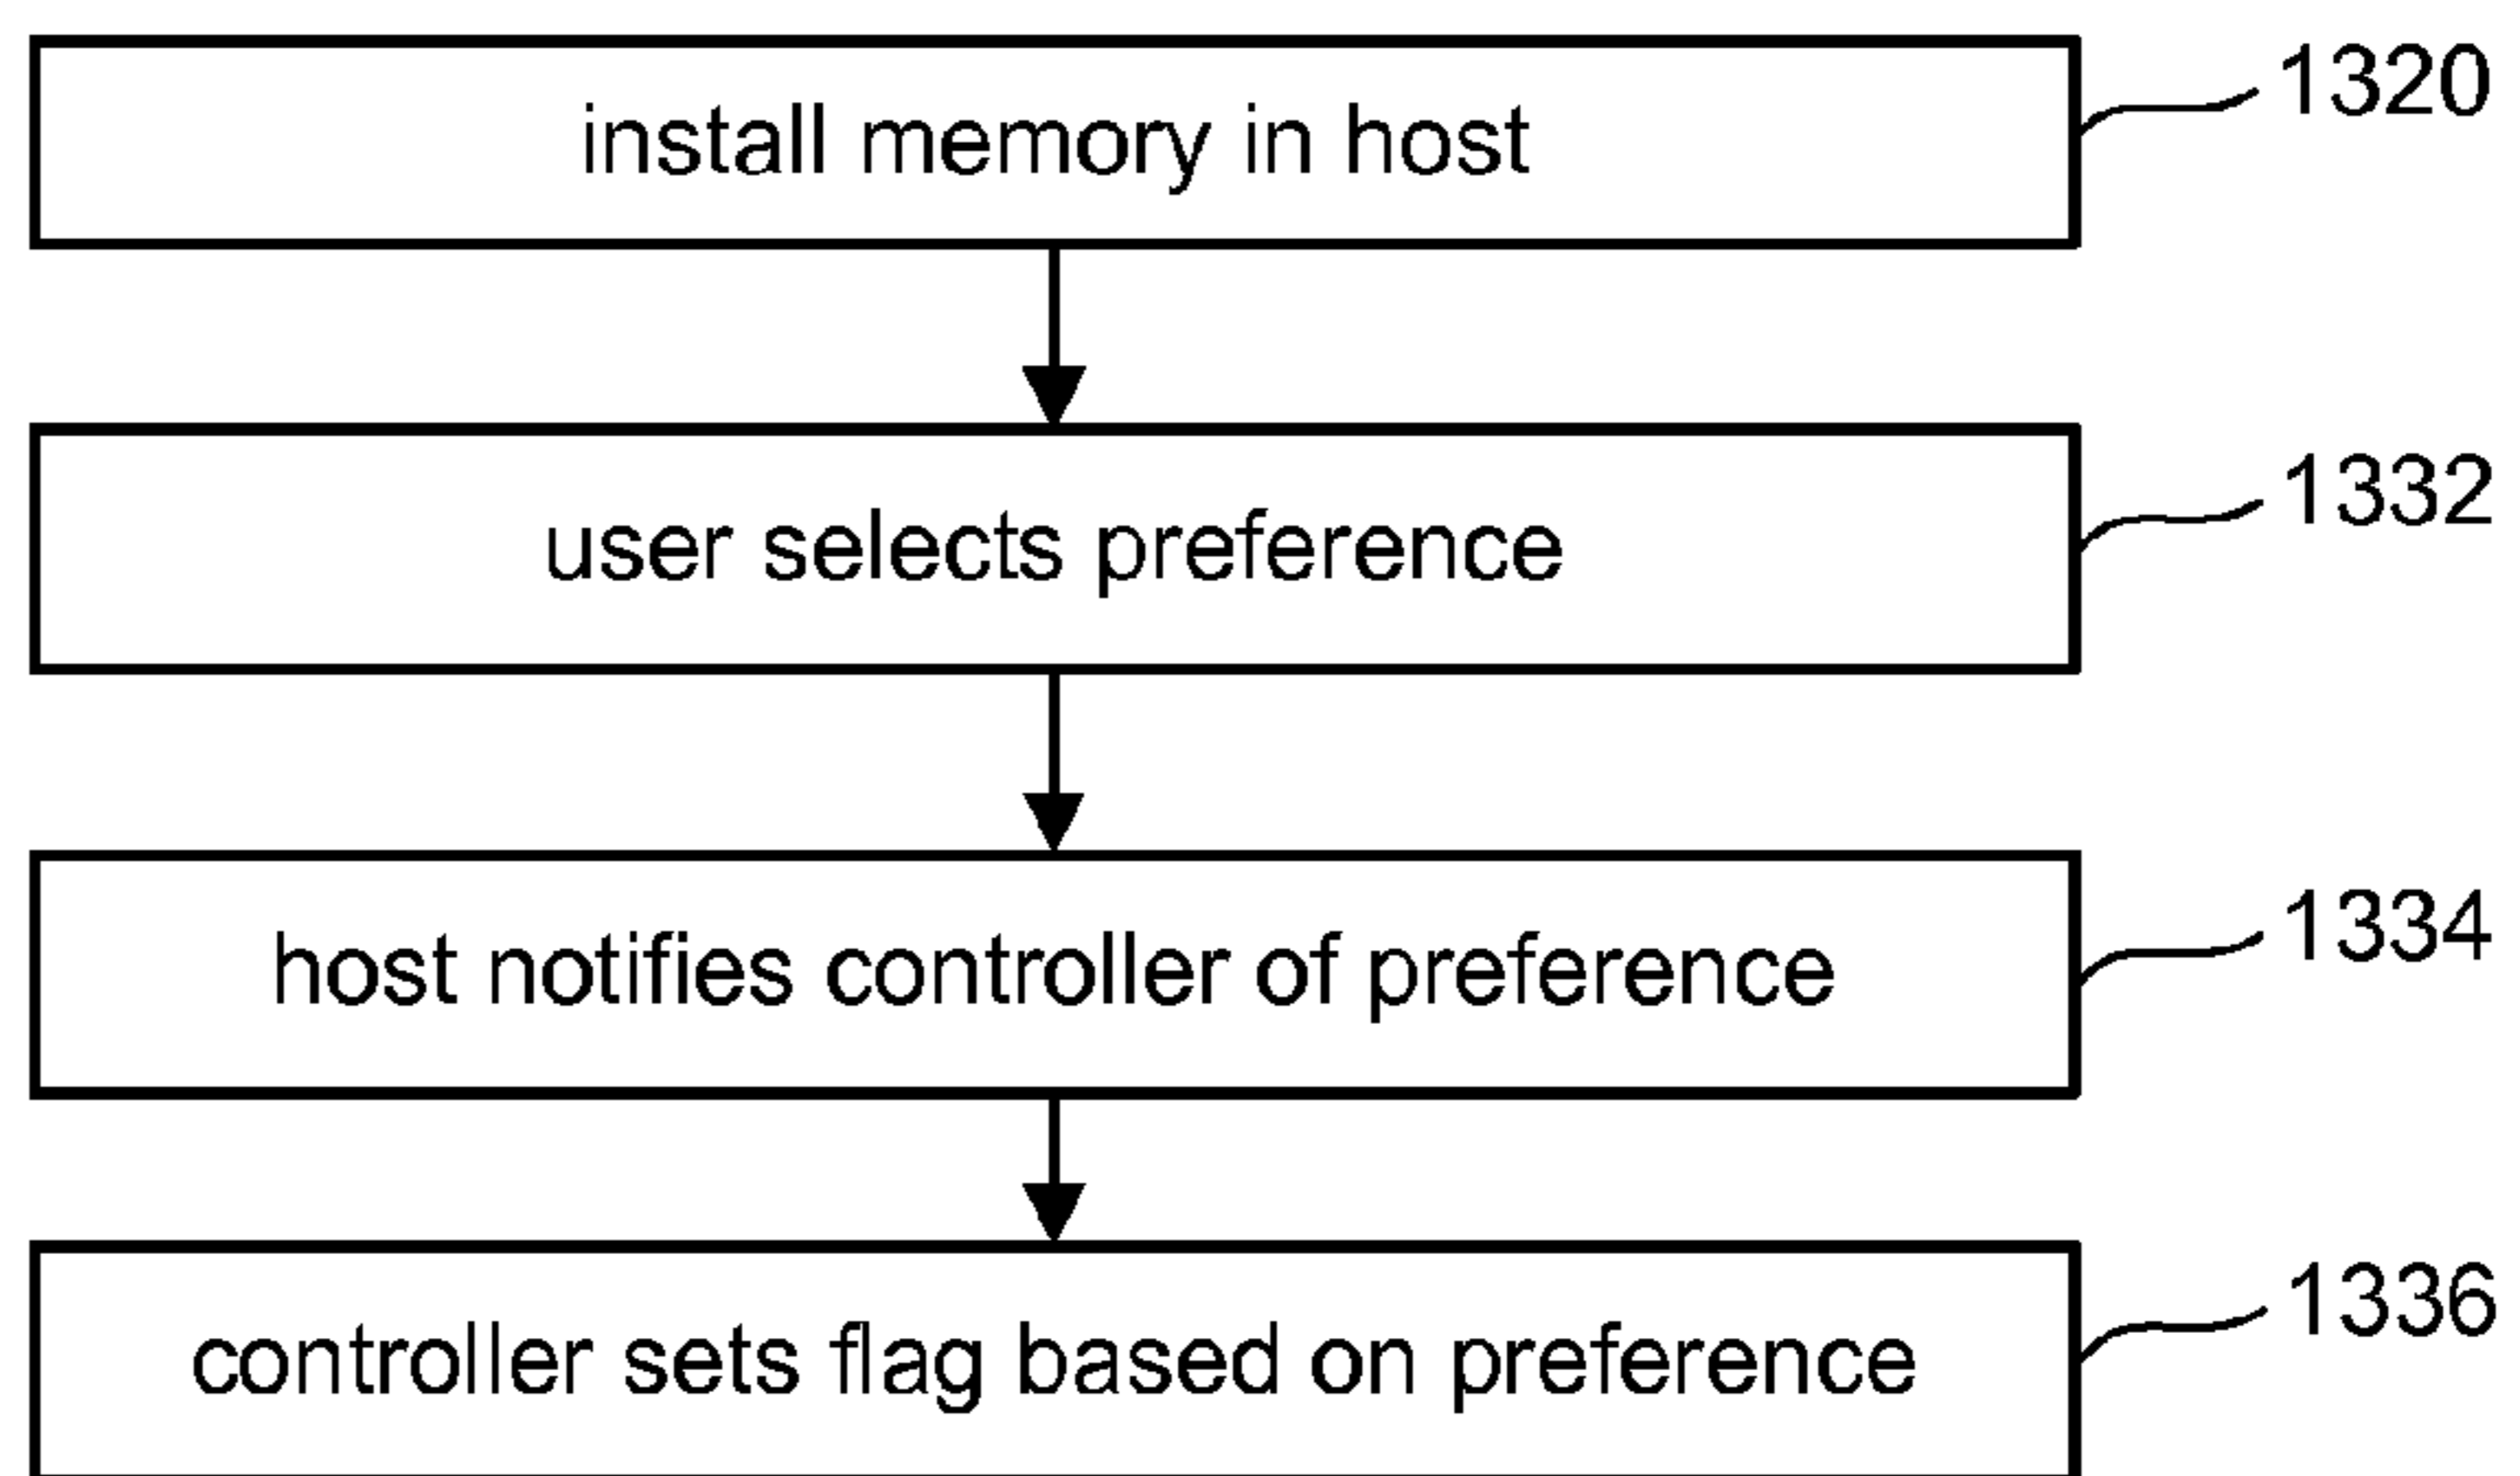 install memory in host
1320
user selects preference
1332
host notifies controller of preference
1334
controller sets flag based on preference
1336